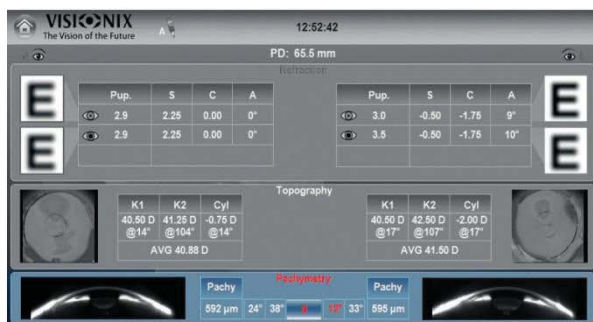 VISIONIX
The Vision of the Future
A
12:52:42
PD: 65.5 mm
Refraction
E
Pup. S C A
2.9 2.25 0.00 0°
2.9 2.25 0.00 0°
E
E
Pup. S C A
3.0 -0.50 -1.75 9°
3.5 -0.50 -1.75 10°
E
Topography
K1 K2 Cyl
40.50 D 41.25 D -0.75 D
@14° @104° @14°
AVG 40.88 D
K1 K2 Cyl
40.50 D 42.50 D -2.00 D
@17° @107° @17°
AVG 41.50 D
Pachymetry
Pachy
592 µm 24° 38°
Pachy
12° 33° 595 µm